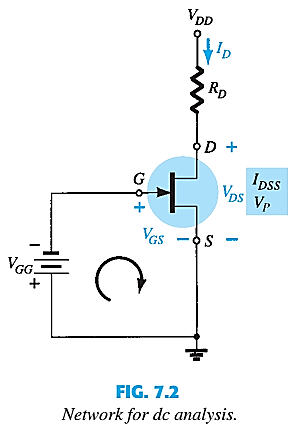 V_DD
I_D
R_D
D +
G
+
V_DS
I_DSS
V_P
V_GS − S −
−
V_GG
+
FIG. 7.2
Network for dc analysis.